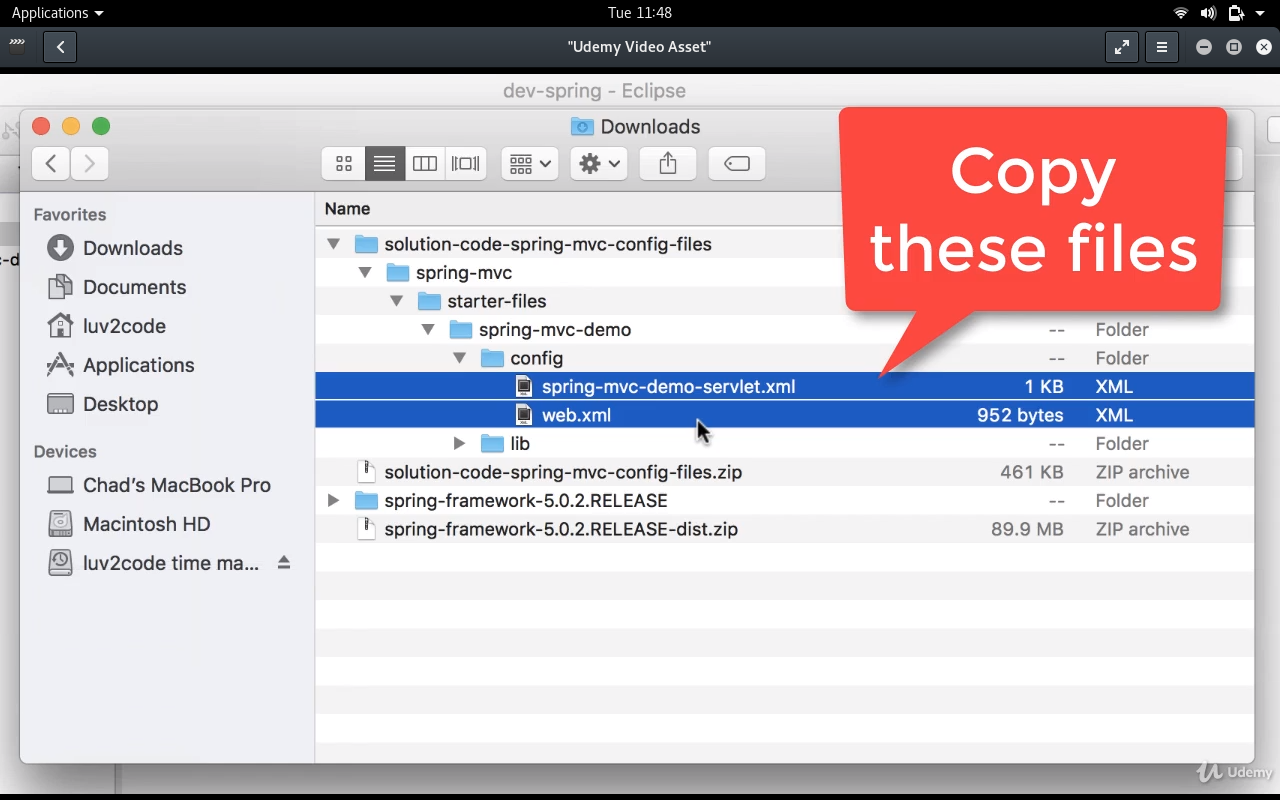 Applications
Tue 11:48
"Udemy Video Asset"
dev-spring - Eclipse
Downloads
Copy
these files
Favorites
Downloads
Documents
luv2code
Applications
Desktop
Devices
Chad's MacBook Pro
Macintosh HD
luv2code time ma...
Name
solution-code-spring-mvc-config-files
spring-mvc
starter-files
spring-mvc-demo -- Folder
config -- Folder
spring-mvc-demo-servlet.xml 1 KB XML
web.xml 952 bytes XML
lib -- Folder
solution-code-spring-mvc-config-files.zip 461 KB ZIP archive
spring-framework-5.0.2.RELEASE -- Folder
spring-framework-5.0.2.RELEASE-dist.zip 89.9 MB ZIP archive
Udemy